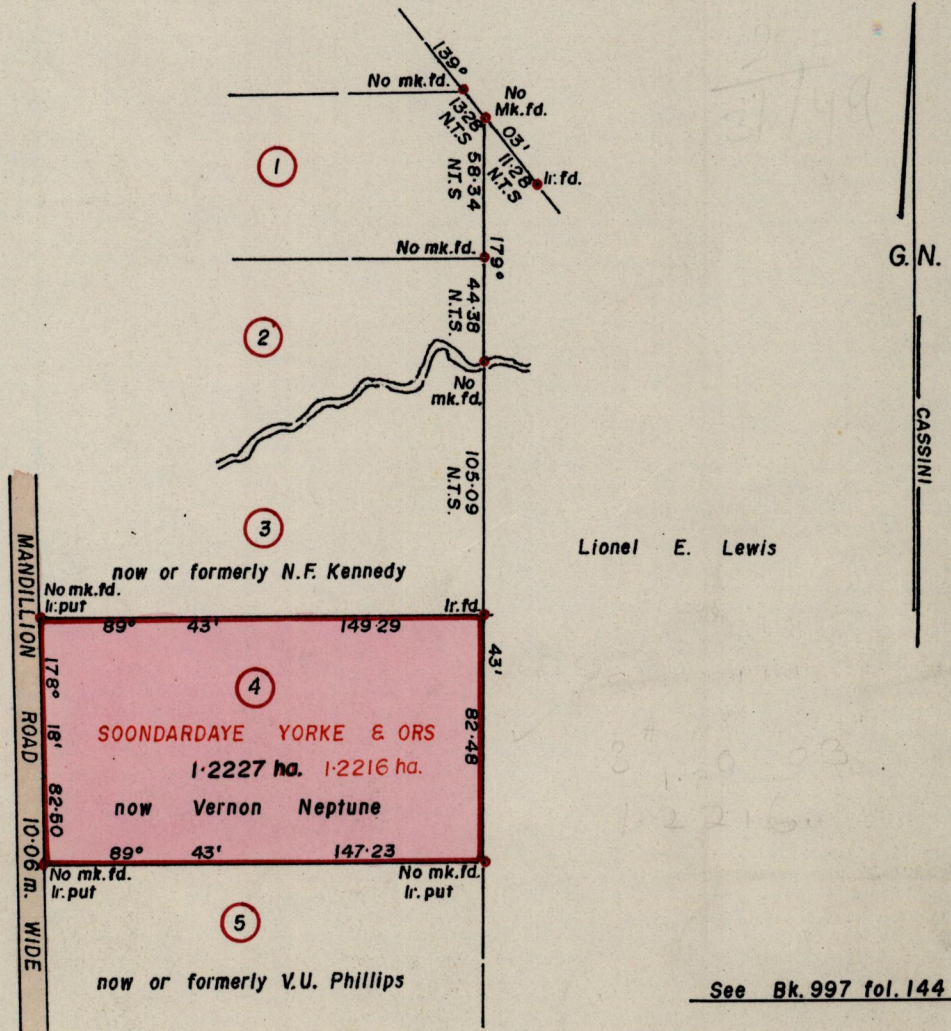 139°
No mk.fd.
No
Mk.fd.
13·28
N.T.S
03'
11·28
N.T.S
Ir.fd.
1
58·34
N.T.S
No mk.fd.
179°
G.N.
44·38
N.T.S.
2
No
mk.fd.
CASSINI
105·09
N.T.S.
3
Lionel E. Lewis
now or formerly N.F. Kennedy
No mk.fd.
Ir.put
Ir.fd.
89° 43' 149·29
43'
MANDILLION ROAD 10·06 m. WIDE
178° 18' 82·50
4
SOONDARDAYE YORKE & ORS
82·48
1·2227 ha. 1·2216 ha.
now Vernon Neptune
89° 43' 147·23
No mk.fd.
Ir.put
No mk.fd.
Ir.put
5
now or formerly V.U. Phillips
See Bk. 997 fol. 144